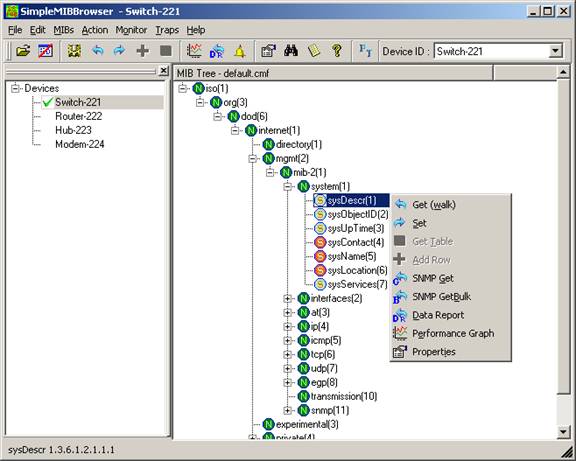 SimpleMIBBrowser - Switch-221
File Edit MIBs Action Monitor Traps Help
Device ID : Switch-221
Devices
Switch-221
Router-222
Hub-223
Modem-224
MIB Tree - default.cmf
iso(1)
org(3)
dod(6)
internet(1)
directory(1)
mgmt(2)
mib-2(1)
system(1)
sysDescr(1)
sysObjectID(2)
sysUpTime(3)
sysContact(4)
sysName(5)
sysLocation(6)
sysServices(7)
interfaces(2)
at(3)
ip(4)
icmp(5)
tcp(6)
udp(7)
egp(8)
transmission(10)
snmp(11)
experimental(3)
private(4)
Get (walk)
Set
Get Table
Add Row
SNMP Get
SNMP GetBulk
Data Report
Performance Graph
Properties
sysDescr 1.3.6.1.2.1.1.1